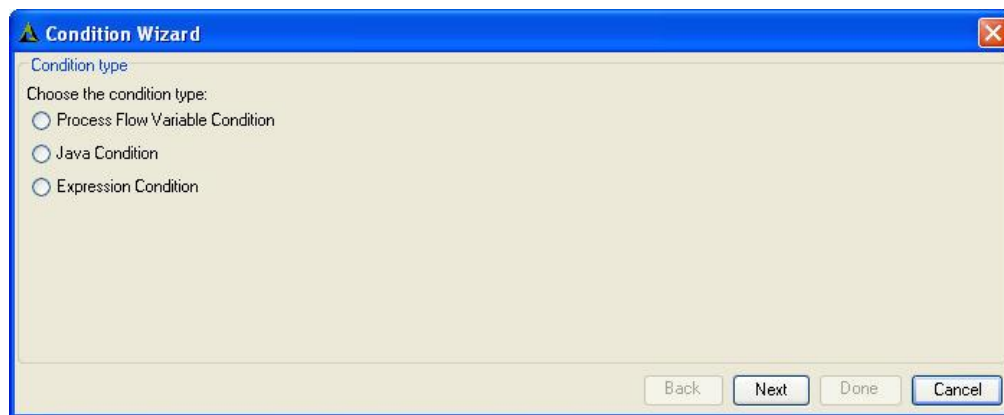 Condition Wizard
Condition type
Choose the condition type:
Process Flow Variable Condition
Java Condition
Expression Condition
Back Next Done Cancel